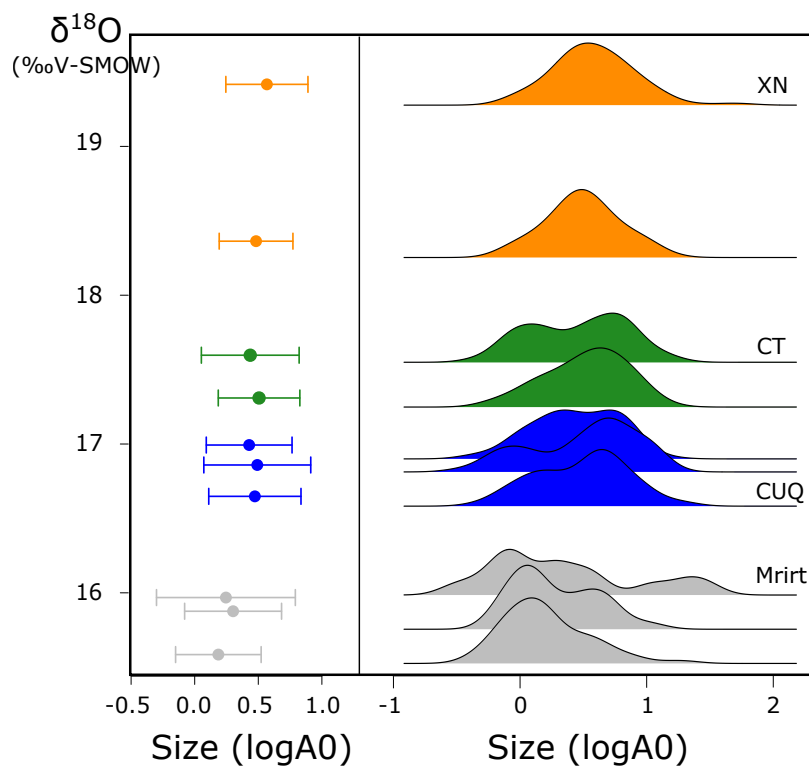 δ¹⁸O
(‰V-SMOW)
19
18
17
16
XN
CT
CUQ
Mrirt
-0.5 0.0 0.5 1.0
-1 0 1 2
Size (logA0) Size (logA0)